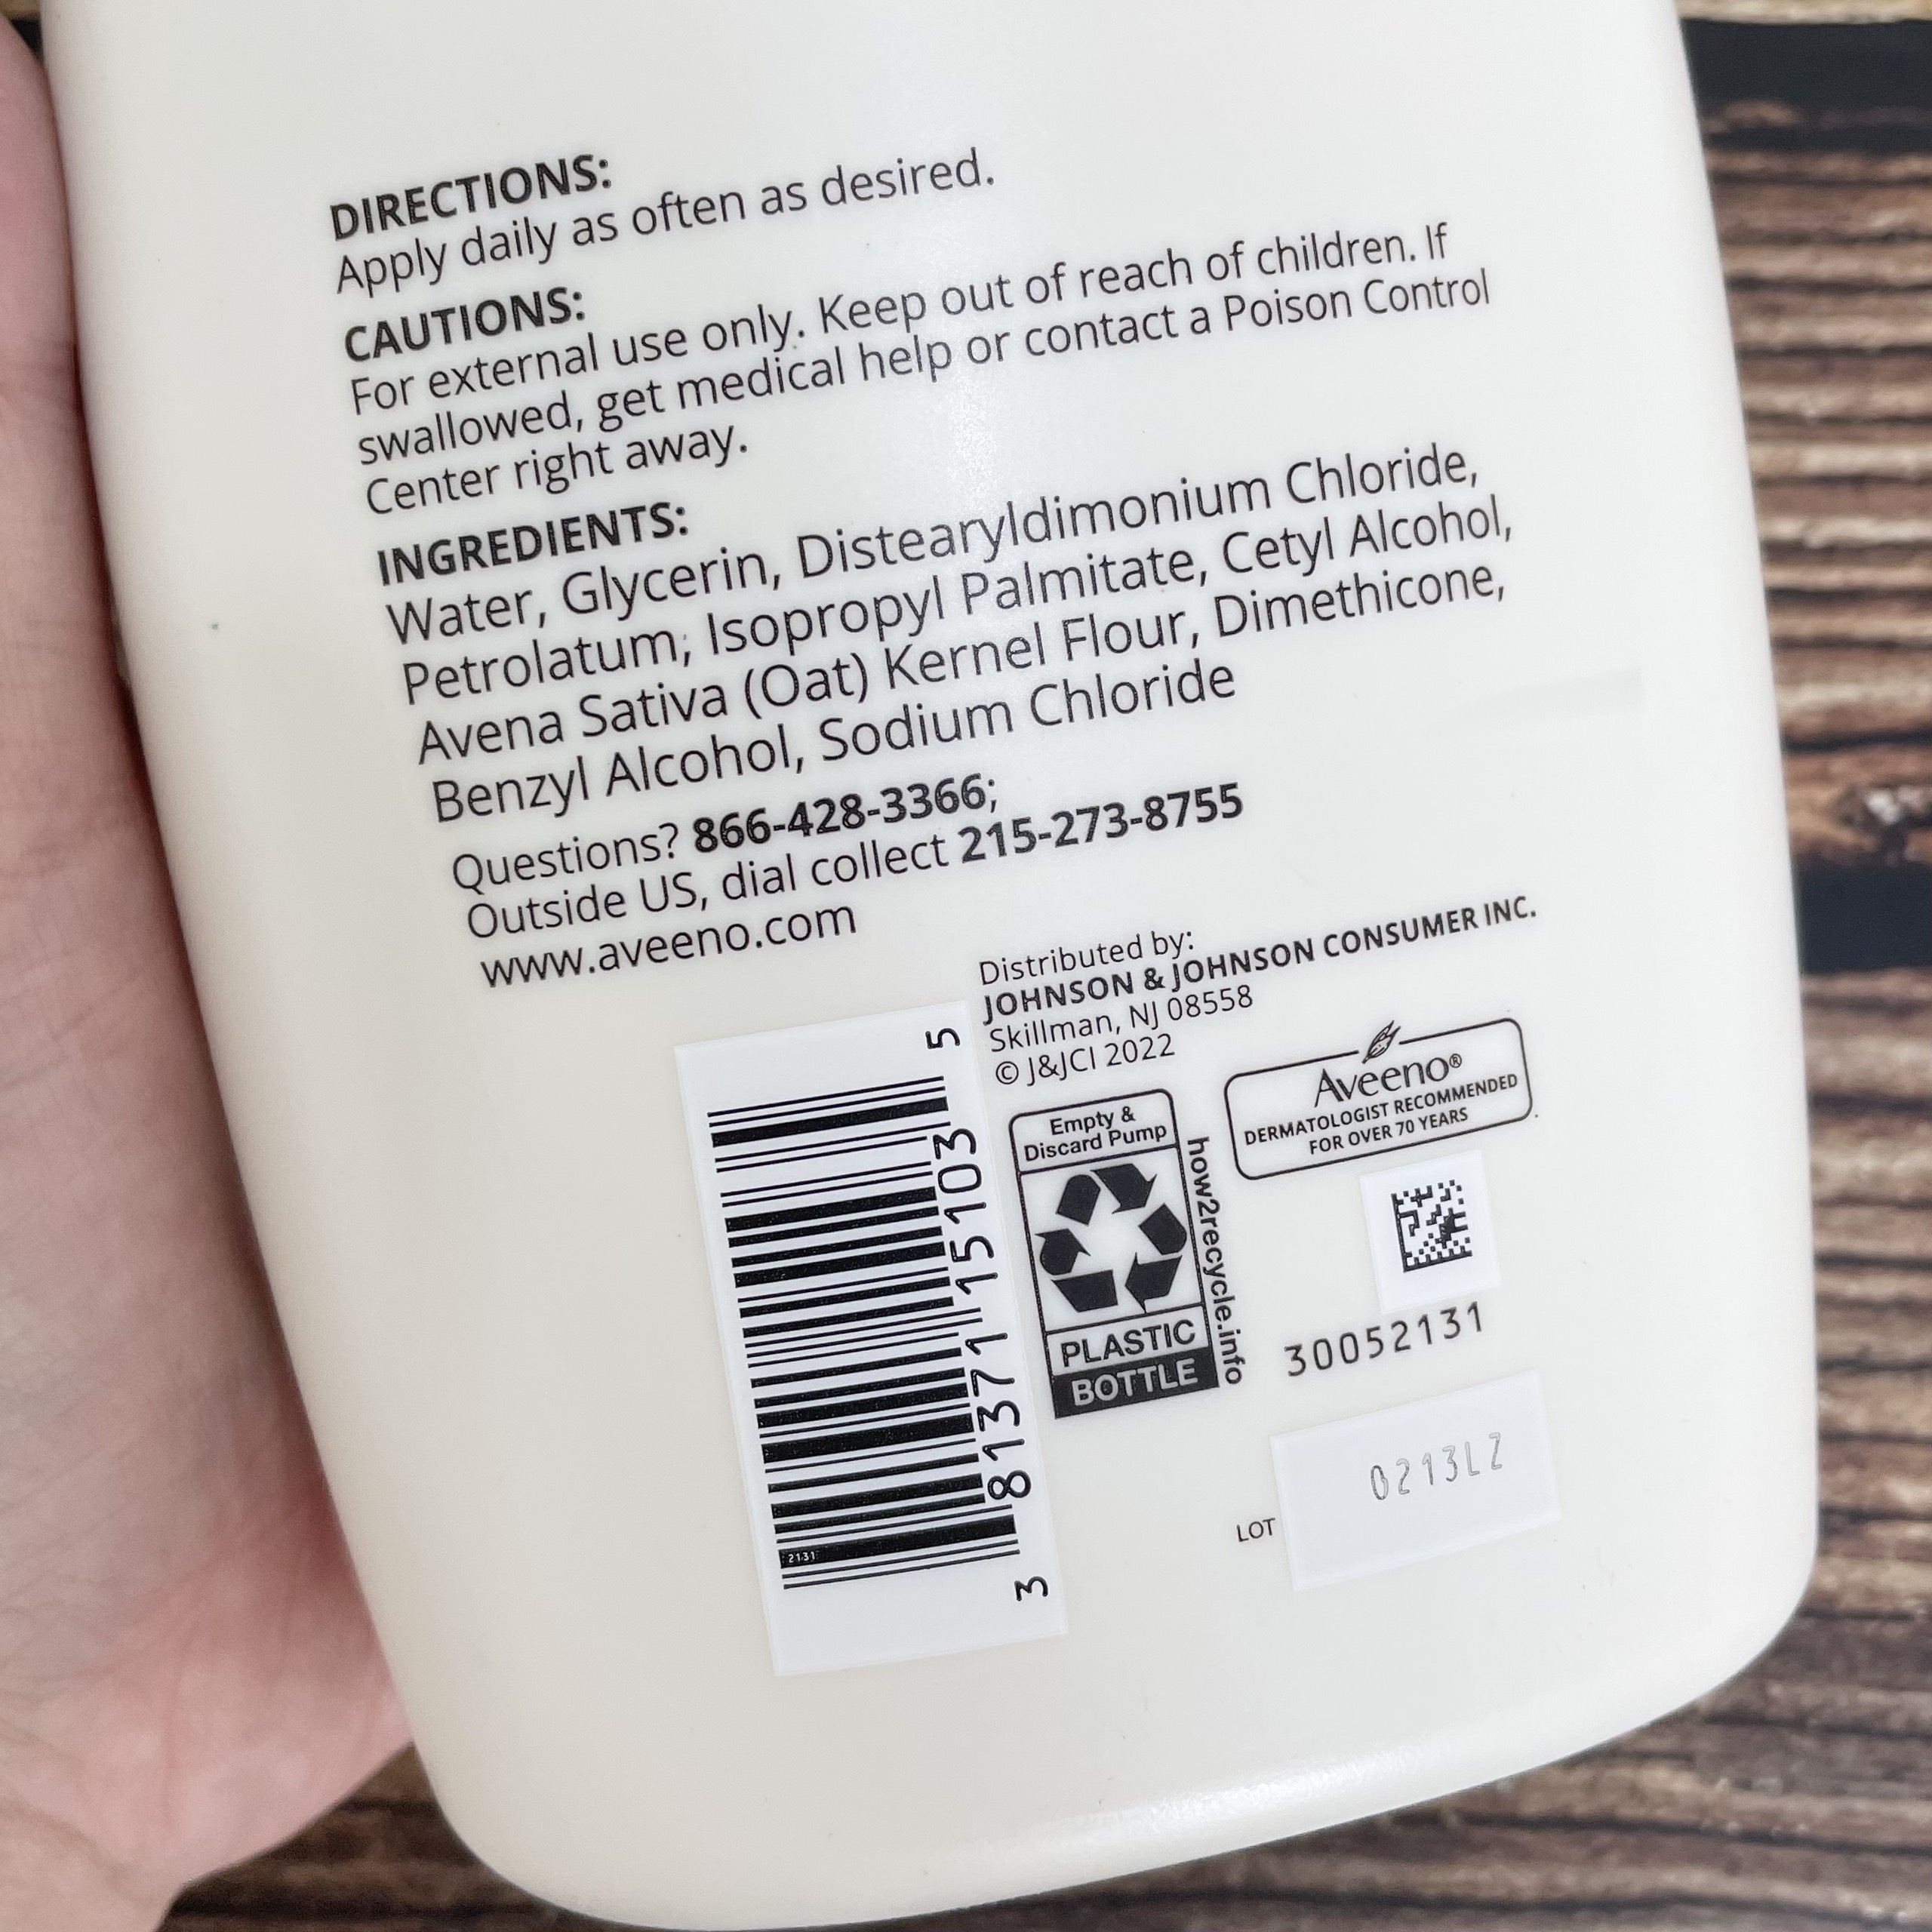 DIRECTIONS:
Apply daily as often as desired.
CAUTIONS:
For external use only. Keep out of reach of children. If
swallowed, get medical help or contact a Poison Control
Center right away.
INGREDIENTS:
Water, Glycerin, Distearyldimonium Chloride,
Petrolatum, Isopropyl Palmitate, Cetyl Alcohol,
Avena Sativa (Oat) Kernel Flour, Dimethicone,
Benzyl Alcohol, Sodium Chloride
Questions? 866-428-3366;
Outside US, dial collect 215-273-8755
www.aveeno.com
Distributed by:
JOHNSON & JOHNSON CONSUMER INC.
Skillman, NJ 08558
© J&JCI 2022
3 81371 15103 5
2131
Empty &
Discard Pump
PLASTIC
BOTTLE
how2recycle.info
Aveeno®
DERMATOLOGIST RECOMMENDED
FOR OVER 70 YEARS
30052131
LOT 0213LZ